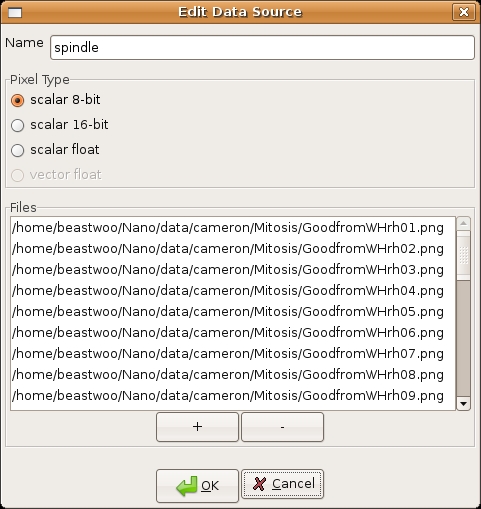 Edit Data Source
Name spindle
Pixel Type
scalar 8-bit
scalar 16-bit
scalar float
vector float
Files
/home/beastwoo/Nano/data/cameron/Mitosis/GoodfromWHrh01.png
/home/beastwoo/Nano/data/cameron/Mitosis/GoodfromWHrh02.png
/home/beastwoo/Nano/data/cameron/Mitosis/GoodfromWHrh03.png
/home/beastwoo/Nano/data/cameron/Mitosis/GoodfromWHrh04.png
/home/beastwoo/Nano/data/cameron/Mitosis/GoodfromWHrh05.png
/home/beastwoo/Nano/data/cameron/Mitosis/GoodfromWHrh06.png
/home/beastwoo/Nano/data/cameron/Mitosis/GoodfromWHrh07.png
/home/beastwoo/Nano/data/cameron/Mitosis/GoodfromWHrh08.png
/home/beastwoo/Nano/data/cameron/Mitosis/GoodfromWHrh09.png
+ -
OK Cancel